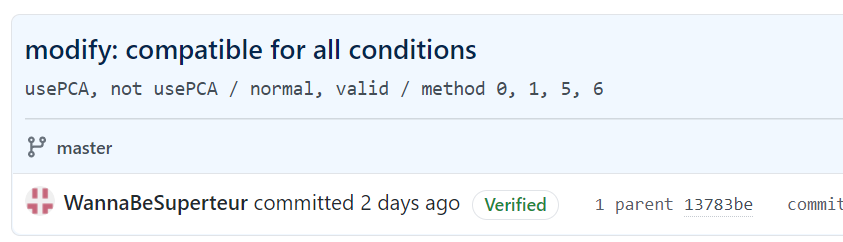 modify: compatible for all conditions
usePCA, not usePCA / normal, valid / method 0, 1, 5, 6
master
WannaBeSuperteur committed 2 days ago Verified 1 parent 13783be commit